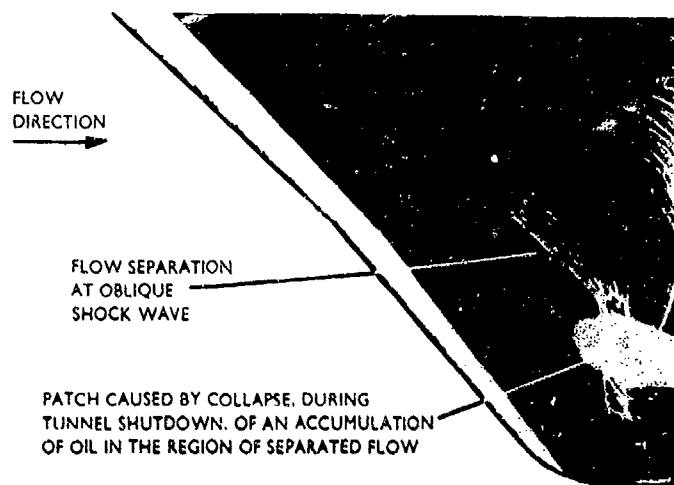 FLOW
DIRECTION
FLOW SEPARATION
AT OBLIQUE
SHOCK WAVE
PATCH CAUSED BY COLLAPSE, DURING
TUNNEL SHUTDOWN, OF AN ACCUMULATION
OF OIL IN THE REGION OF SEPARATED FLOW